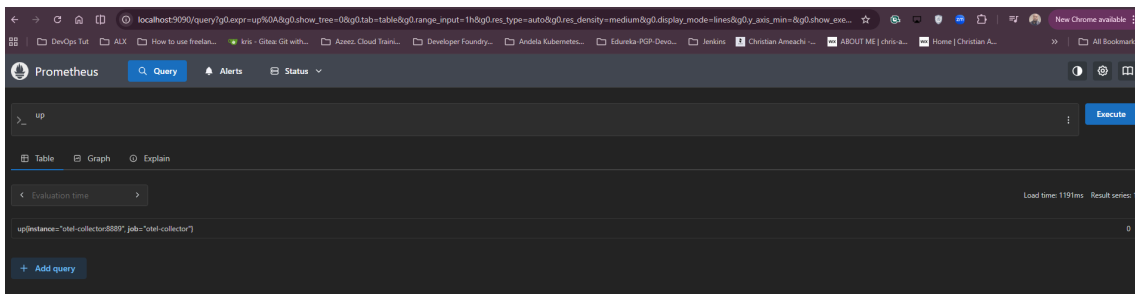 localhost:9090/query?g0.expr=up%0A&g0.show_tree=0&g0.tab=table&g0.range_input=1h&g0.res_type=auto&g0.res_density=medium&g0.display_mode=lines&g0.y_axis_min=&g0.show_exe... New Chrome available
DevOps Tut ALX How to use freelan... kris - Gitea: Git with... Azeez. Cloud Traini... Developer Foundry... Andela Kubernetes... Edureka-PGP-Devo... Jenkins Christian Ameachi -... ABOUT ME | chris-a... Home | Christian A... » All Bookmark
Prometheus Query Alerts Status
>_ up Execute
Table Graph Explain
< Evaluation time > Load time: 1191ms Result series:
up{instance="otel-collector:8889", job="otel-collector"} 0
+ Add query